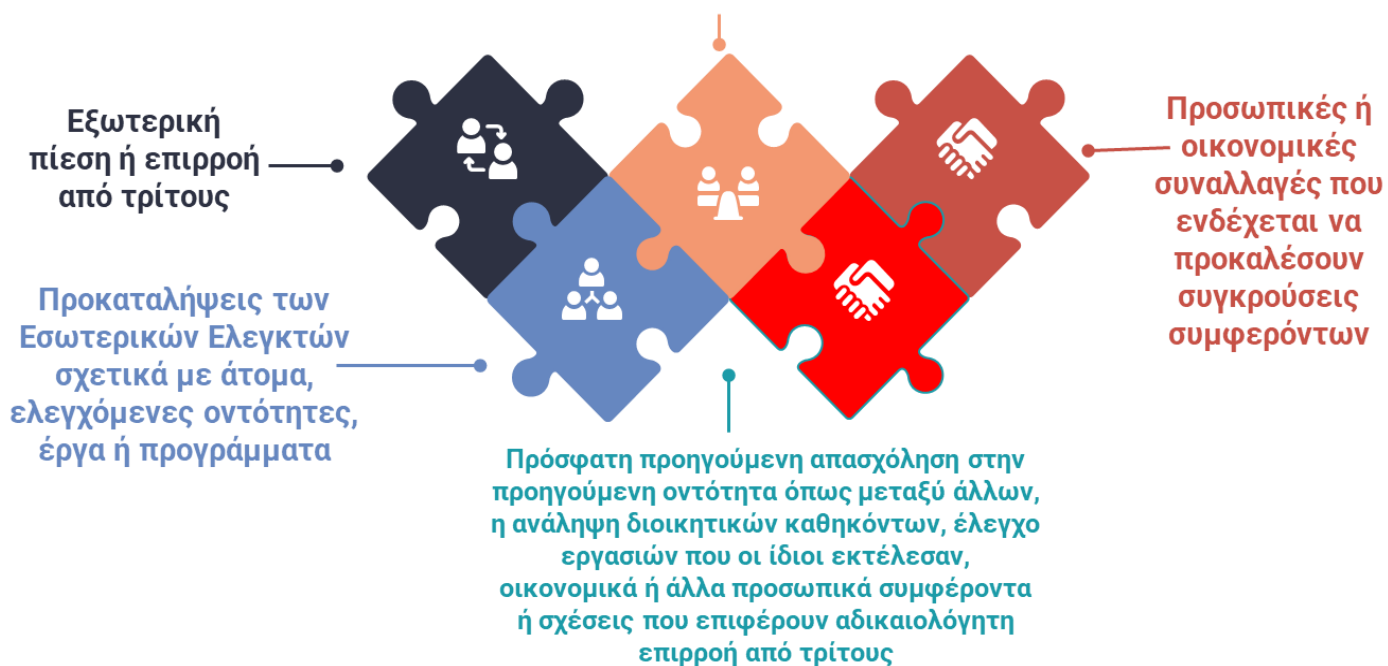 Εξωτερική
πίεση ή επιρροή
από τρίτους
Προκαταλήψεις των
Εσωτερικών Ελεγκτών
σχετικά με άτομα,
ελεγχόμενες οντότητες,
έργα ή προγράμματα
Πρόσφατη προηγούμενη απασχόληση στην
προηγούμενη οντότητα όπως μεταξύ άλλων,
η ανάληψη διοικητικών καθηκόντων, έλεγχο
εργασιών που οι ίδιοι εκτέλεσαν,
οικονομικά ή άλλα προσωπικά συμφέροντα
ή σχέσεις που επιφέρουν αδικαιολόγητη
επιρροή από τρίτους
Προσωπικές ή
οικονομικές
συναλλαγές που
ενδέχεται να
προκαλέσουν
συγκρούσεις
συμφερόντων